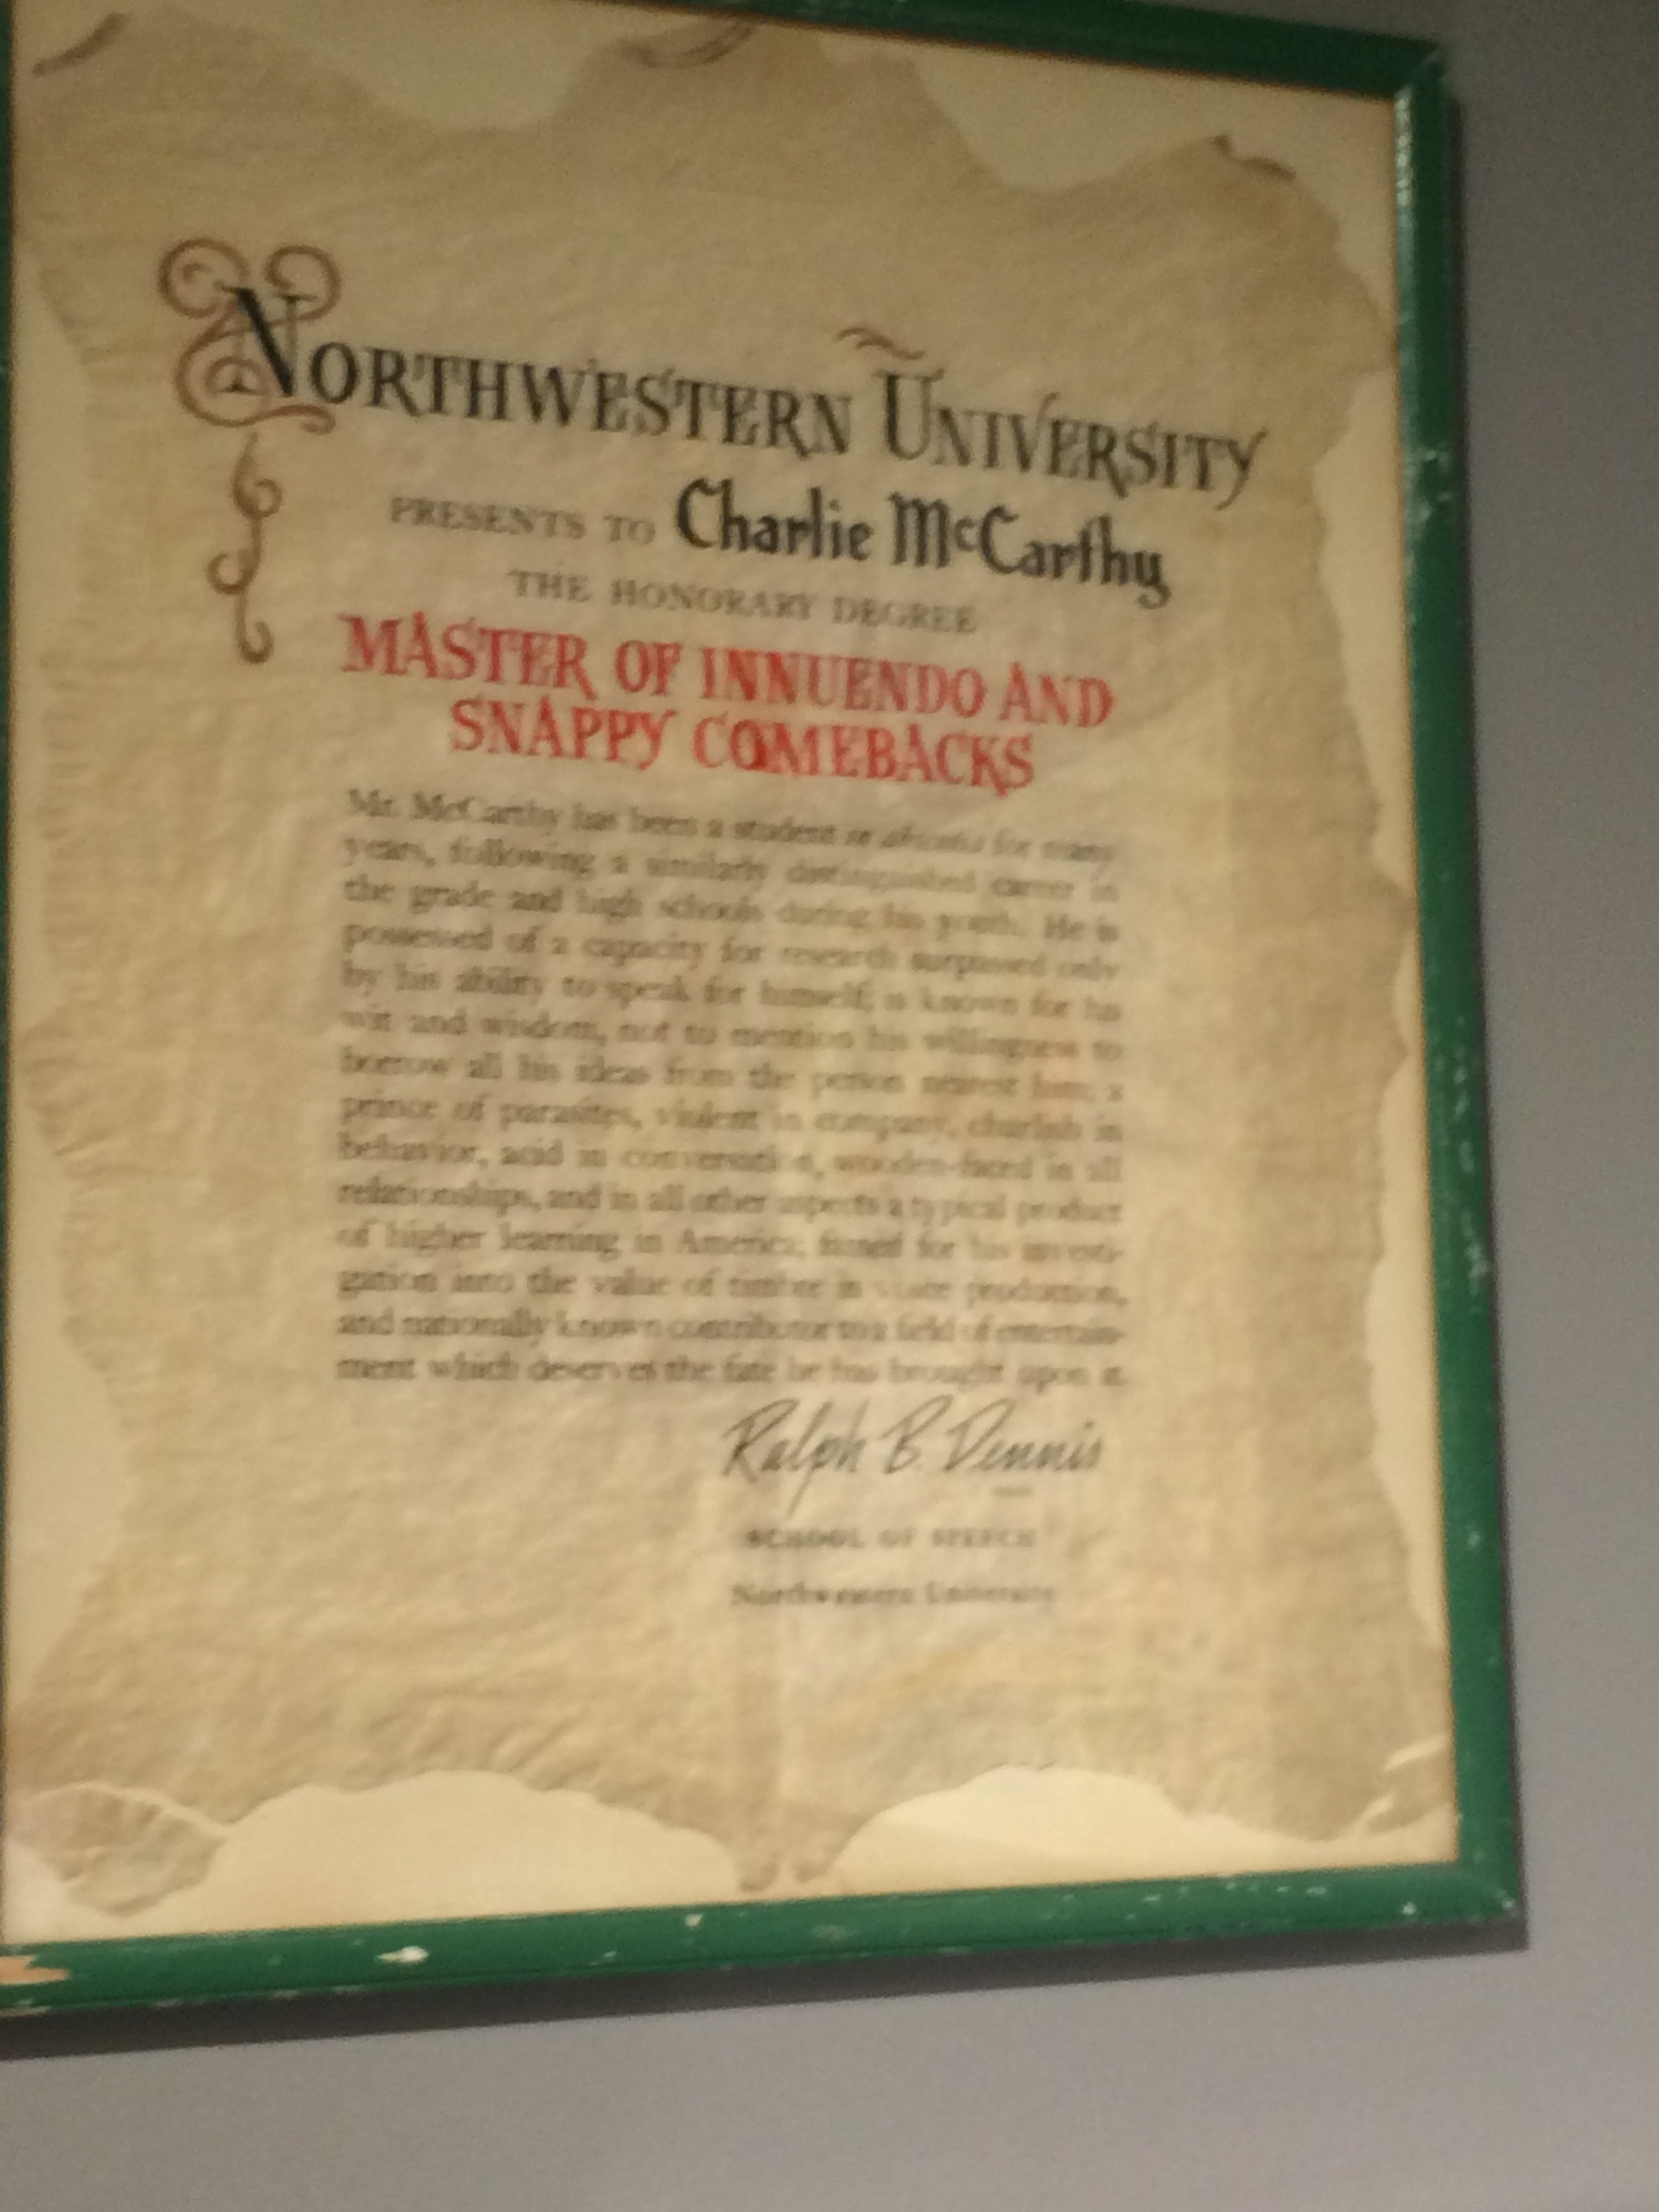 NORTHWESTERN UNIVERSITY
PRESENTS TO Charlie McCarthy
THE HONORARY DEGREE
MASTER OF INNUENDO AND
SNAPPY COMEBACKS
Mr. McCarthy has been a student in absentia for many
years, following a similarly distinguished career in
the grade and high schools during his youth. He is
possessed of a capacity for research surpassed only
by his ability to speak for himself; is known for his
wit and wisdom, not to mention his willingness to
borrow all his ideas from the person nearest him; a
prince of parasites, violent in company, churlish in
behavior, acid in conversation, wooden-faced in all
relationships, and in all other aspects a typical product
of higher learning in America; famed for his investi-
gation into the value of timbre in voice production,
and nationally known contributor to a field of entertain-
ment which deserves the fate he has brought upon it.
Ralph B. Dennis
SCHOOL OF SPEECH
Northwestern University